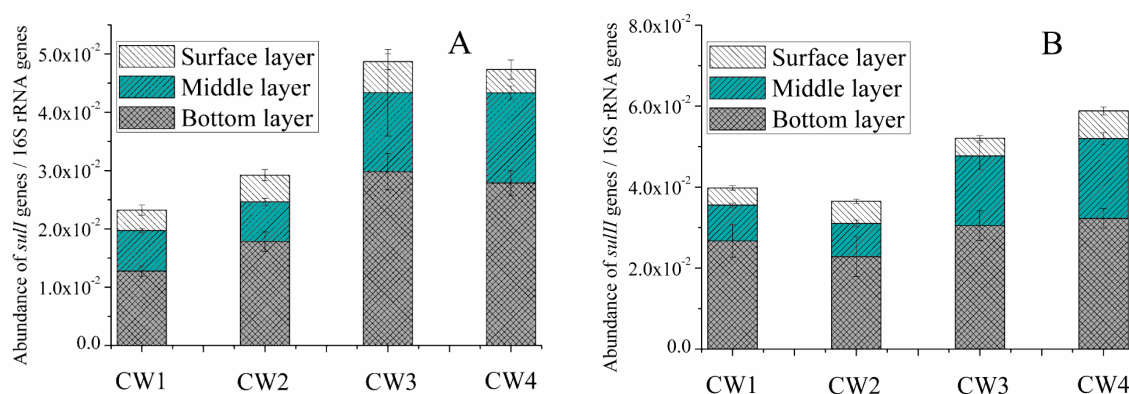 Abundance of sulI genes / 16S rRNA genes
5.0x10-2
4.0x10-2
3.0x10-2
2.0x10-2
1.0x10-2
0.0
Surface layer
Middle layer
Bottom layer
A
CW1 CW2 CW3 CW4
Abundance of sulII genes / 16S rRNA genes
8.0x10-2
6.0x10-2
4.0x10-2
2.0x10-2
0.0
Surface layer
Middle layer
Bottom layer
B
CW1 CW2 CW3 CW4